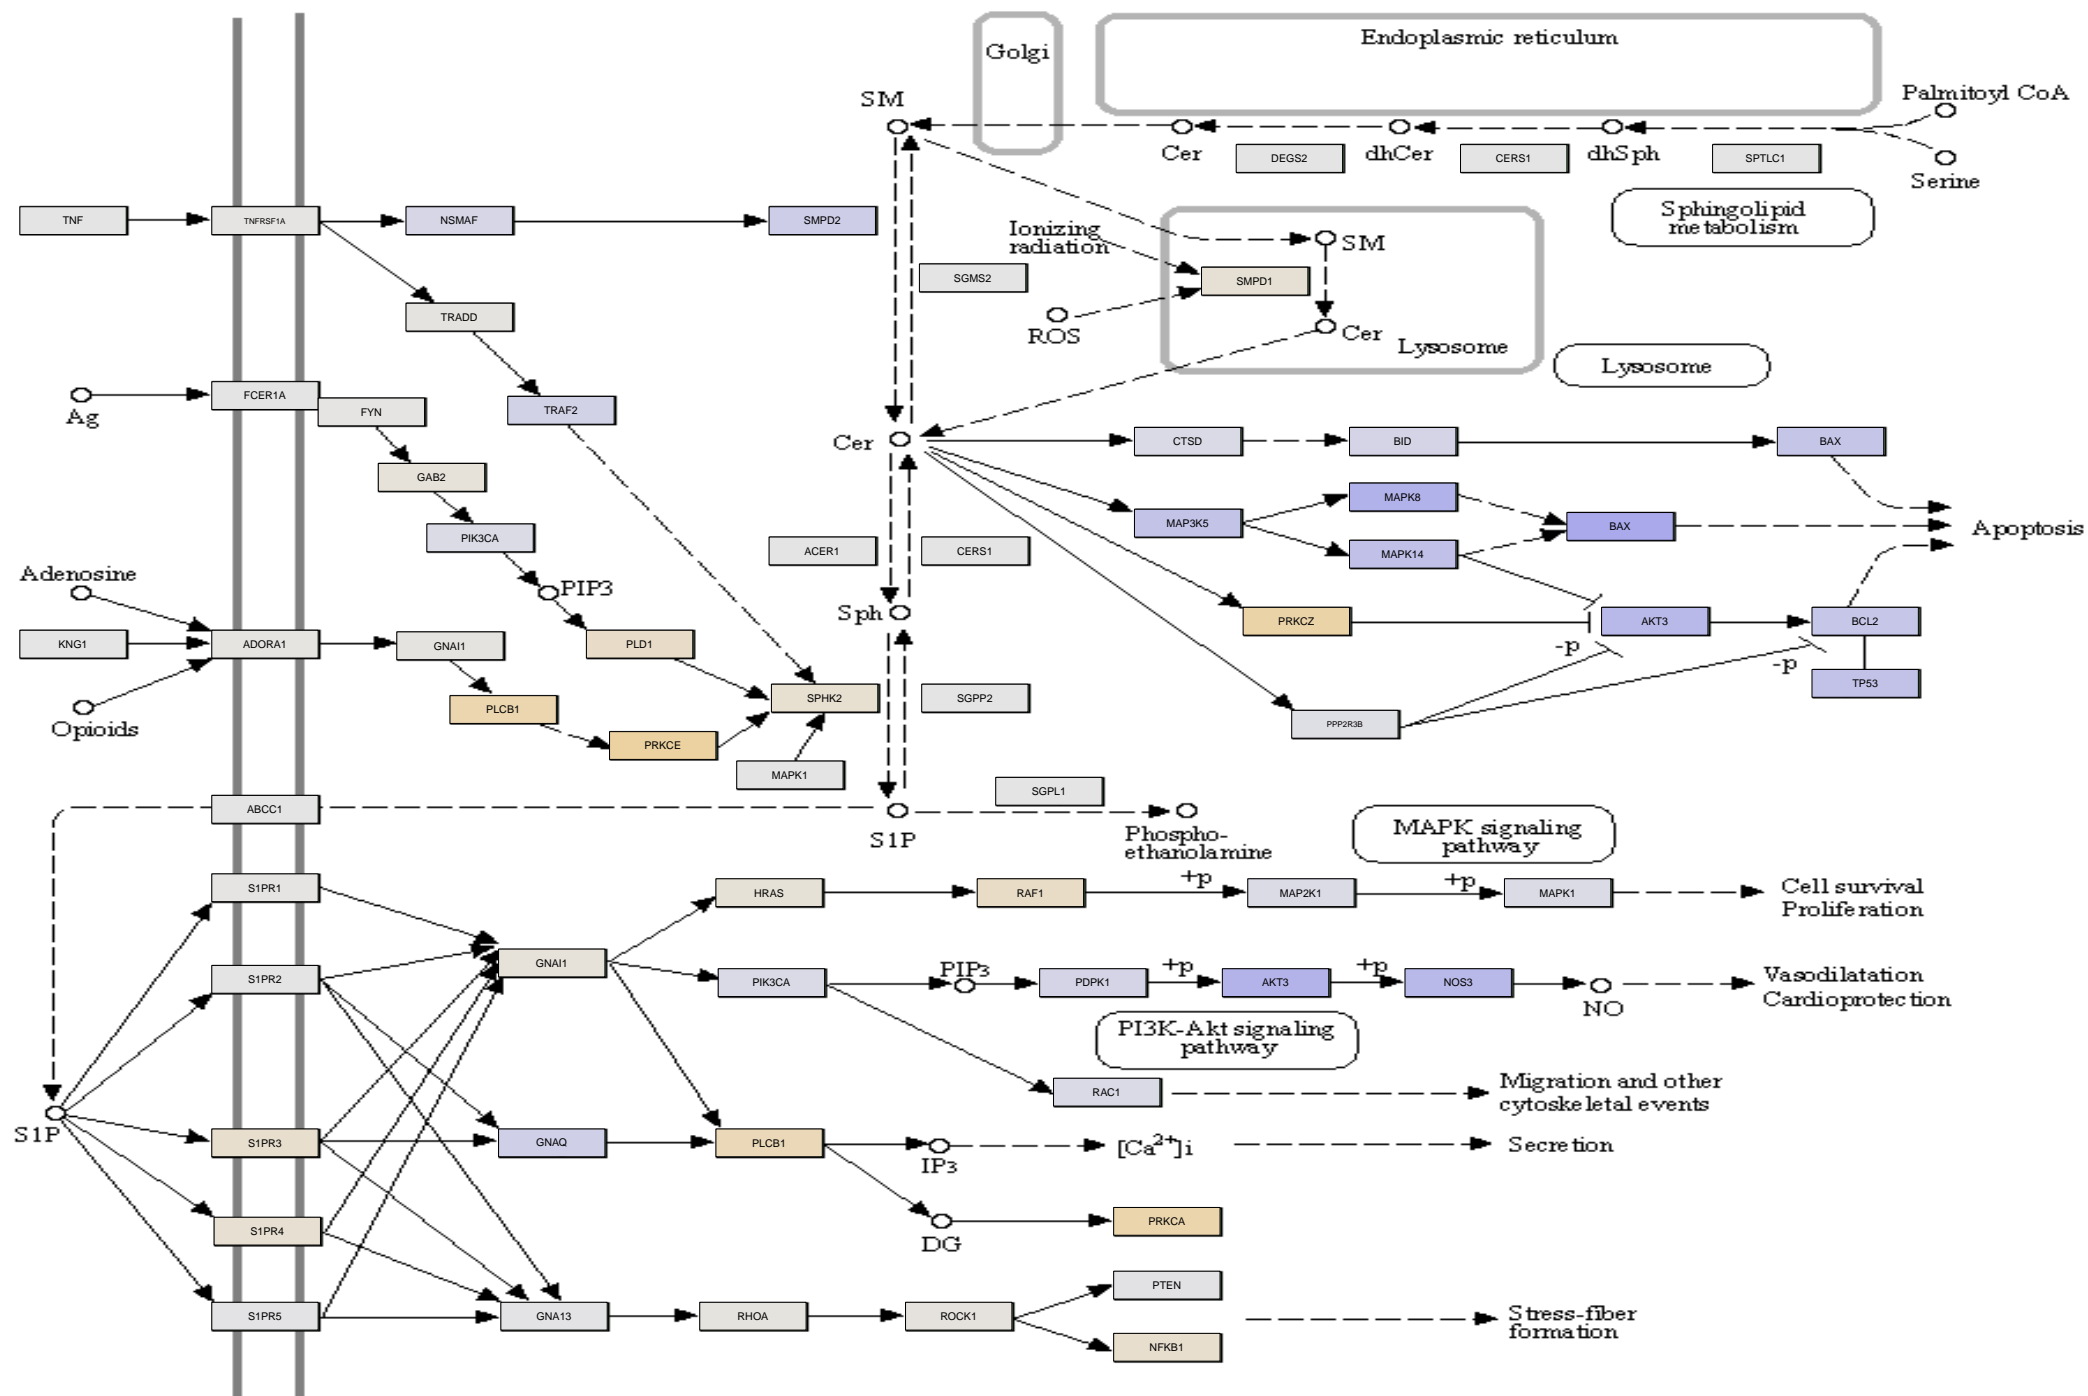 Golgi
Endoplasmic reticulum
SM
Palmitoyl CoA
Cer
DEGS2
dhCer
CERS1
dhSph
SPTLC1
Serine
TNF
TNFRSF1A
NSMAF
SMPD2
Ionizing
radiation
SM
Sphingolipid
metabolism
SGMS2
SMPD1
ROS
Cer
Lysosome
Lysosome
TRADD
Ag
FCER1A
FYN
TRAF2
GAB2
PIK3CA
PIP3
PLD1
Cer
CTSD
BID
BAX
MAP3K5
MAPK8
MAPK14
BAX
Apoptosis
ACER1
CERS1
Adenosine
KNG1
Opioids
ADORA1
GNAI1
PLCB1
PRKCE
SPHK2
MAPK1
Sph
SGPP2
PRKCZ
AKT3
BCL2
-p
-p
TP53
PPP2R3B
ABCC1
S1P
SGPL1
Phospho-
ethanolamine
MAPK signaling
pathway
S1PR1
HRAS
RAF1
+p
MAP2K1
+p
MAPK1
Cell survival
Proliferation
S1PR2
GNAI1
PIK3CA
PIP3
PDPK1
+p
AKT3
+p
NOS3
NO
Vasodilatation
Cardioprotection
PI3K-Akt signaling
pathway
RAC1
Migration and other
cytoskeletal events
S1P
S1PR3
GNAQ
PLCB1
IP3
[Ca2+]i
Secretion
S1PR4
DG
PRKCA
S1PR5
GNA13
RHOA
ROCK1
PTEN
NFKB1
Stress-fiber
formation